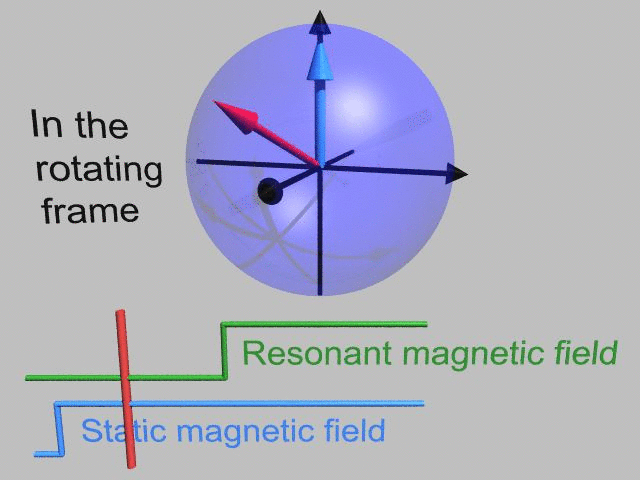 In the
rotating
frame
Resonant magnetic field
Static magnetic field